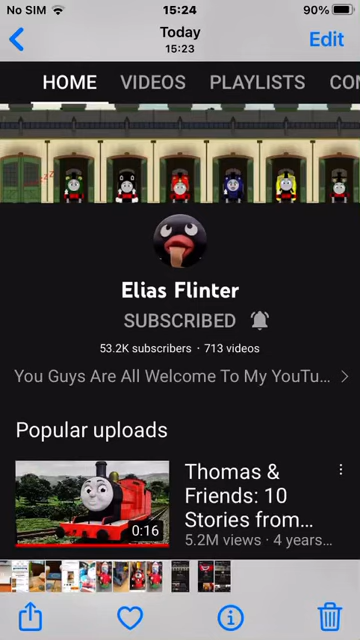 No SIM 15:24 90%
Today
15:23
Edit
HOME VIDEOS PLAYLISTS CO
zzZ
Elias Flinter
SUBSCRIBED
53.2K subscribers · 713 videos
You Guys Are All Welcome To My YouTu...
Popular uploads
Thomas &
Friends: 10
Stories from...
0:16
5.2M views · 4 years...